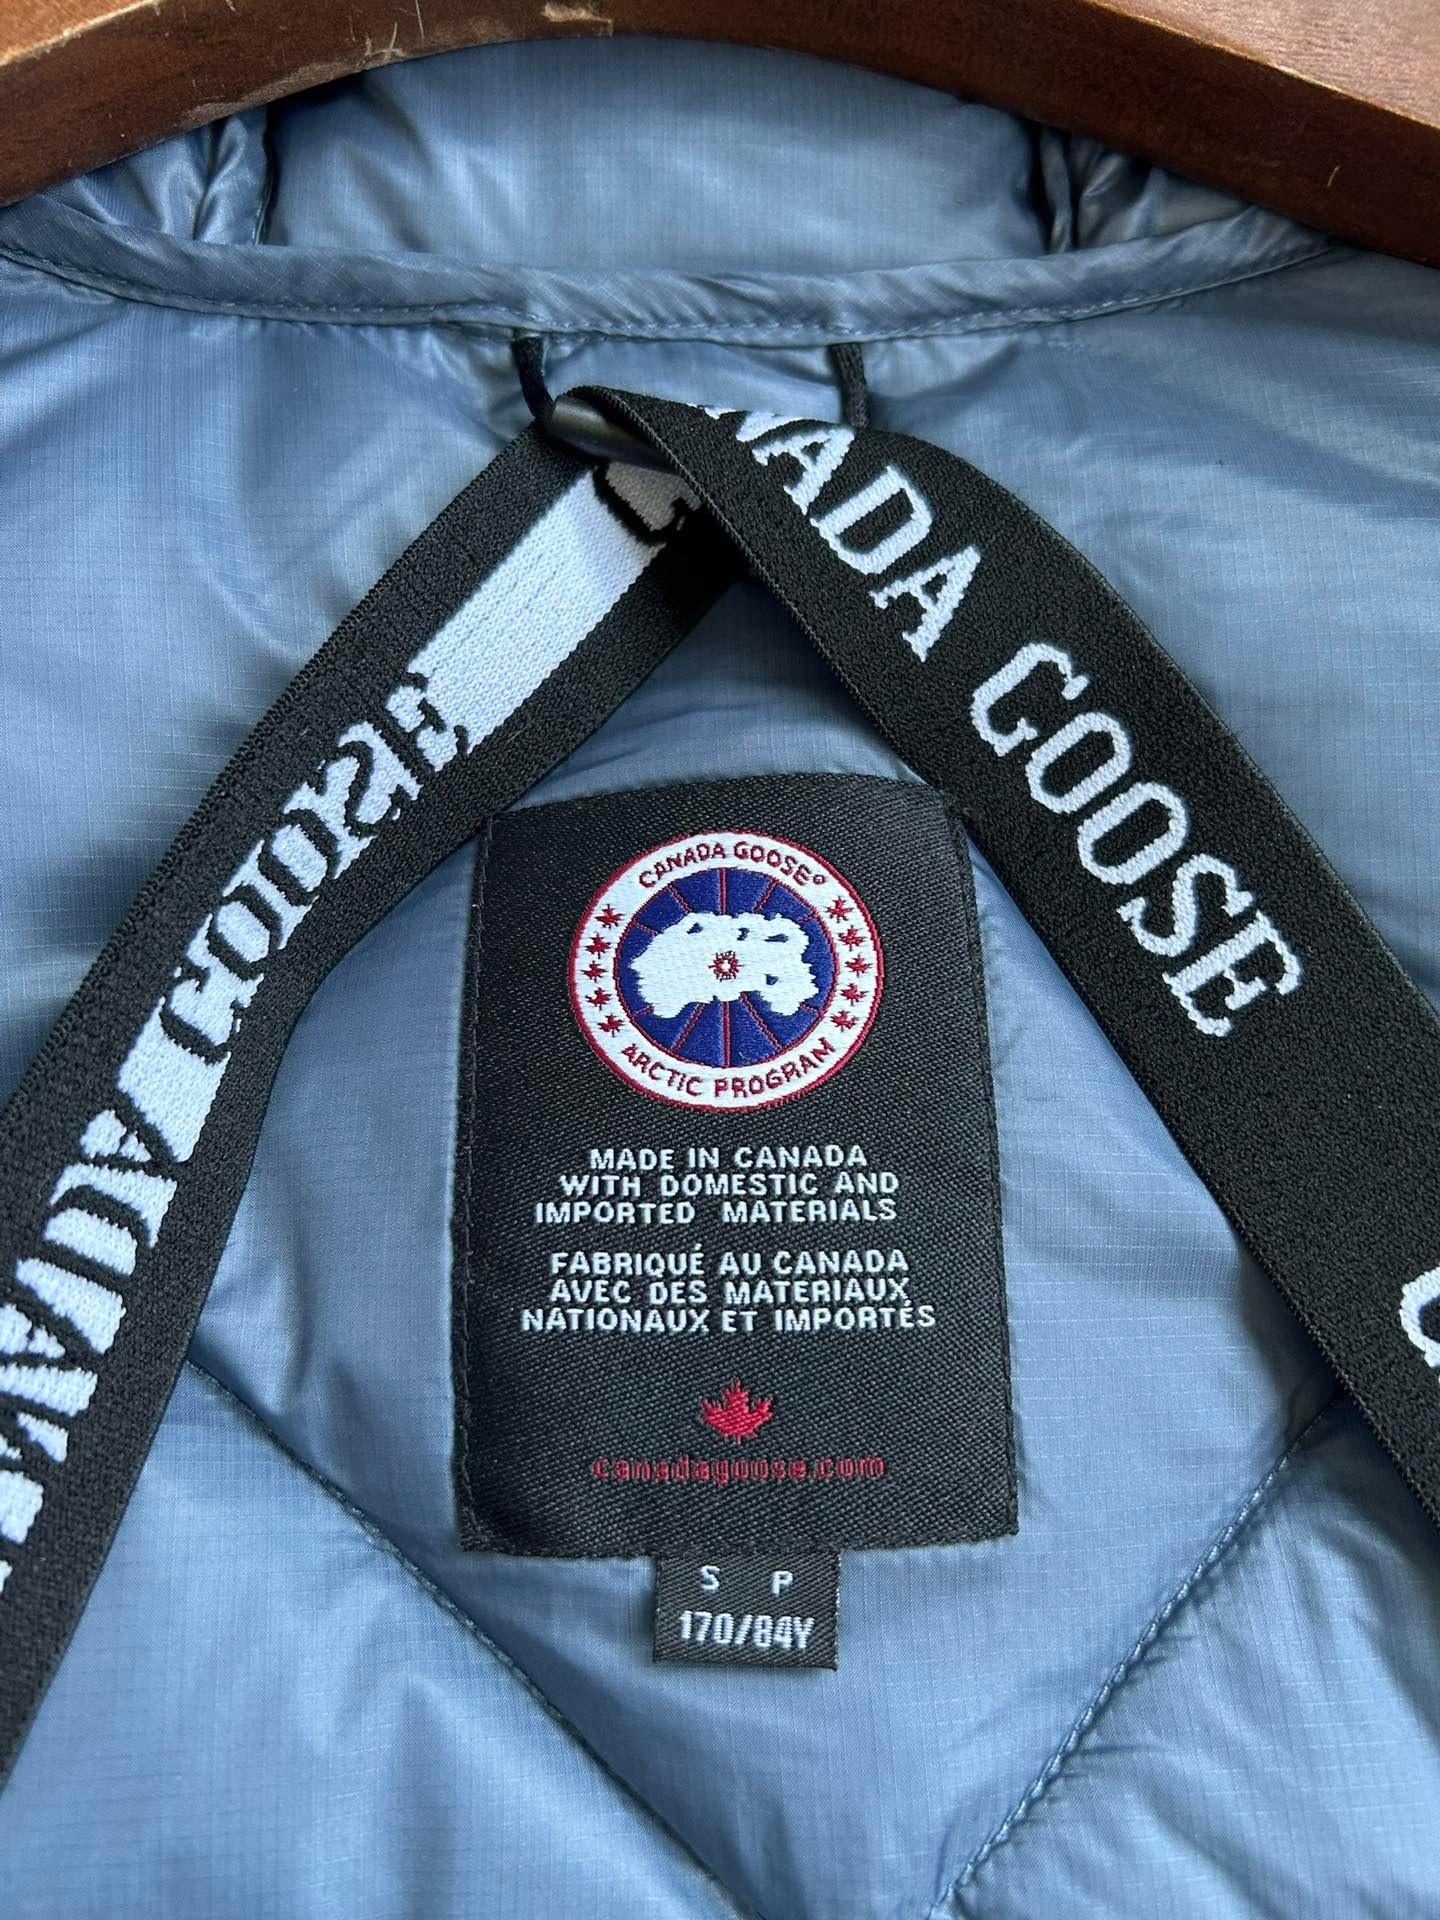 CANADA GOOSE
CANADA GOOSE
CANADA GOOSE®
ARCTIC PROGRAM
MADE IN CANADA
WITH DOMESTIC AND
IMPORTED MATERIALS
FABRIQUÉ AU CANADA
AVEC DES MATERIAUX
NATIONAUX ET IMPORTÉS
canadagoose.com
S P
170/84Y